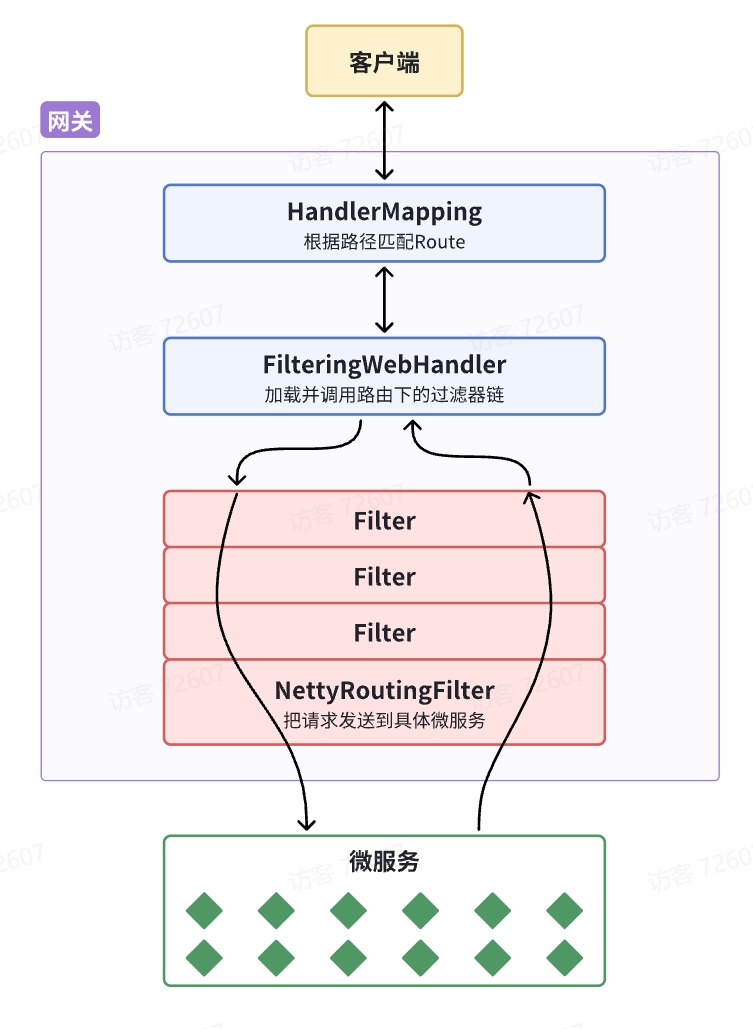 客户端
网关
HandlerMapping
根据路径匹配Route
FilteringWebHandler
加载并调用路由下的过滤器链
Filter
Filter
Filter
NettyRoutingFilter
把请求发送到具体微服务
微服务
访客 72607